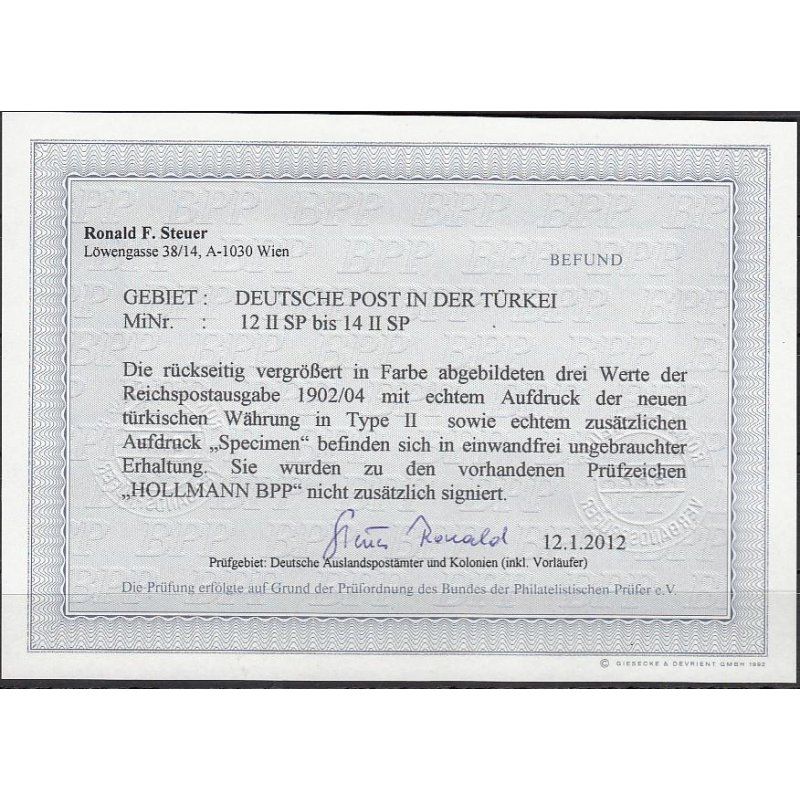 Ronald F. Steuer
Löwengasse 38/14, A-1030 Wien
BEFUND
GEBIET : DEUTSCHE POST IN DER TÜRKEI
MiNr. : 12 II SP bis 14 II SP
Die rückseitig vergrößert in Farbe abgebildeten drei Werte der
Reichspostausgabe 1902/04 mit echtem Aufdruck der neuen
türkischen Währung in Type II sowie echtem zusätzlichen
Aufdruck „Specimen“ befinden sich in einwandfrei ungebrauchter
Erhaltung. Sie wurden zu den vorhandenen Prüfzeichen
„HOLLMANN BPP“ nicht zusätzlich signiert.
Steuer Ronald 12.1.2012
Prüfgebiet: Deutsche Auslandspostämter und Kolonien (inkl. Vorläufer)
Die Prüfung erfolgte auf Grund der Prüfordnung des Bundes der Philatelistischen Prüfer e.V.
© GIESECKE & DEVRIENT GMBH 1992